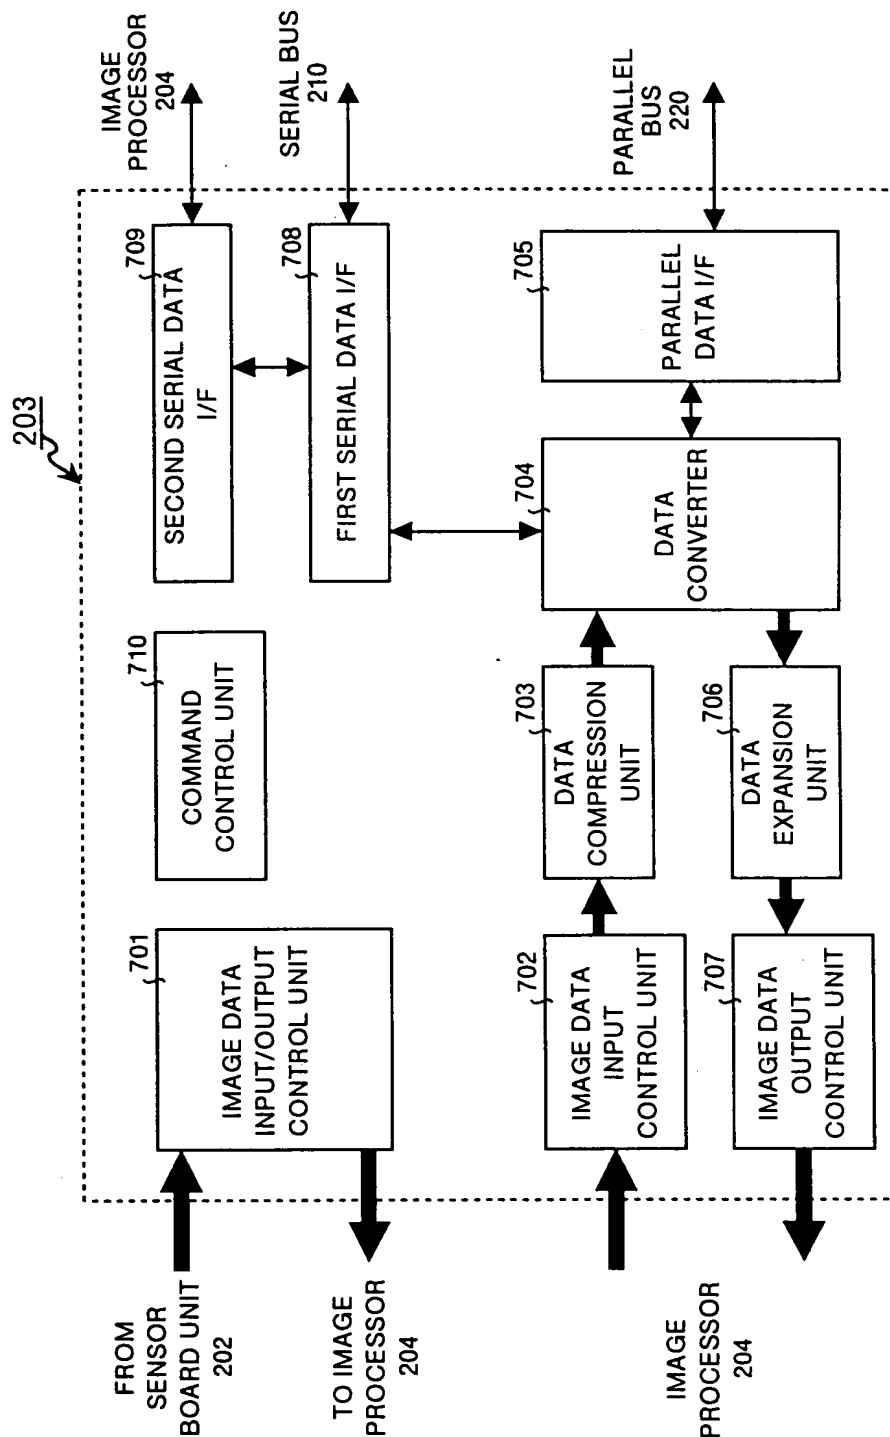 203
FROM
SENSOR
BOARD UNIT
202
TO IMAGE
PROCESSOR
204
701
IMAGE DATA
INPUT/OUTPUT
CONTROL UNIT
710
COMMAND
CONTROL UNIT
709
SECOND SERIAL DATA
I/F
IMAGE
PROCESSOR
204
708
FIRST SERIAL DATA I/F
SERIAL BUS
210
IMAGE
PROCESSOR
204
702
IMAGE DATA
INPUT
CONTROL UNIT
703
DATA
COMPRESSION
UNIT
704
DATA
CONVERTER
705
PARALLEL
DATA I/F
PARALLEL
BUS
220
707
IMAGE DATA
OUTPUT
CONTROL UNIT
706
DATA
EXPANSION
UNIT